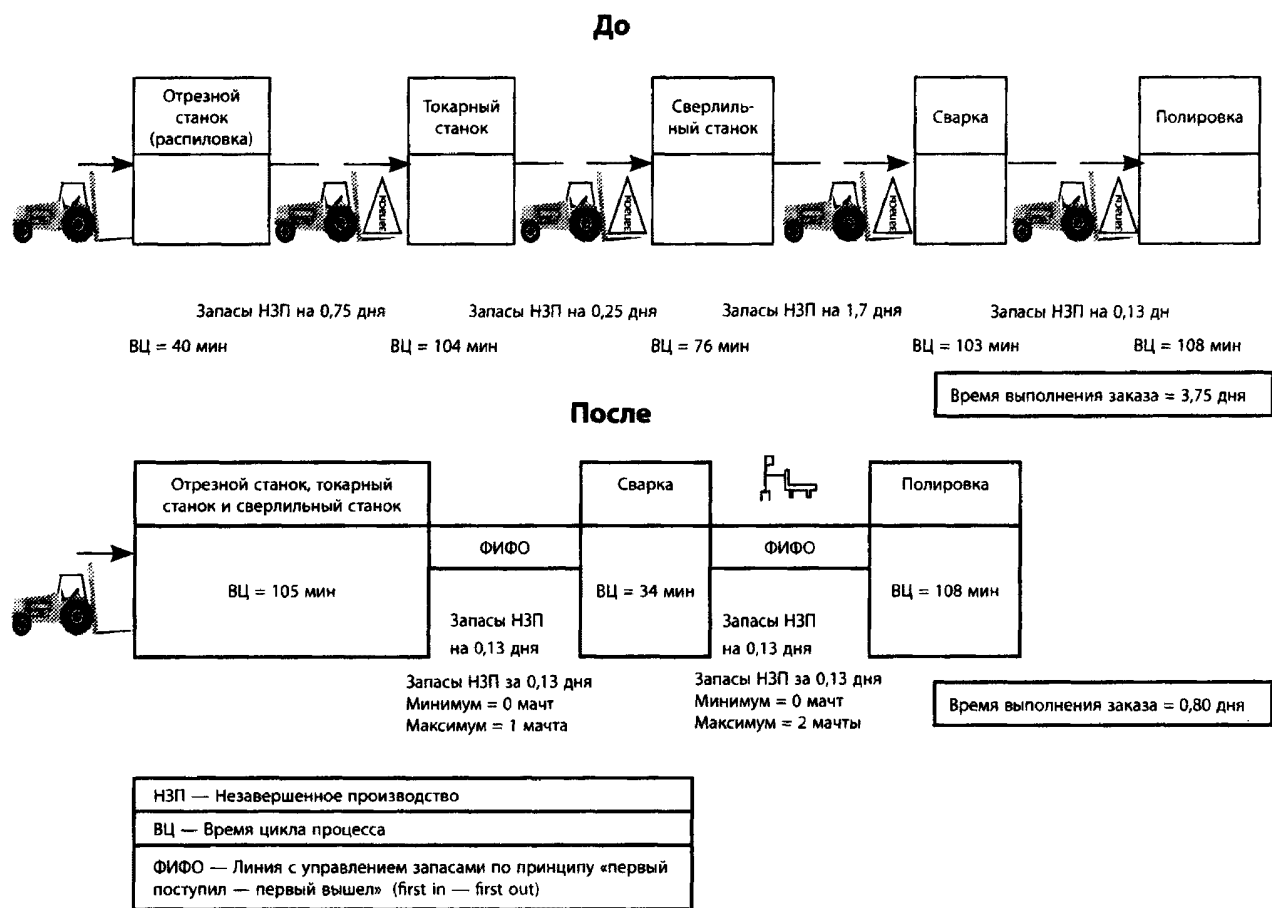 До
Отрезной
станок
(распиловка)
Токарный
станок
Сверлиль-
ный станок
Сварка
Полировка
запасы
запасы
запасы
запасы
Запасы НЗП на 0,75 дня
Запасы НЗП на 0,25 дня
Запасы НЗП на 1,7 дня
Запасы НЗП на 0,13 дн
ВЦ = 40 мин
ВЦ = 104 мин
ВЦ = 76 мин
ВЦ = 103 мин
ВЦ = 108 мин
Время выполнения заказа = 3,75 дня
После
Отрезной станок, токарный
станок и сверлильный станок
Сварка
Полировка
ФИФО
ФИФО
ВЦ = 105 мин
ВЦ = 34 мин
ВЦ = 108 мин
Запасы НЗП
на 0,13 дня
Запасы НЗП
на 0,13 дня
Запасы НЗП за 0,13 дня
Минимум = 0 мачт
Максимум = 1 мачта
Запасы НЗП за 0,13 дня
Минимум = 0 мачт
Максимум = 2 мачты
Время выполнения заказа = 0,80 дня
НЗП — Незавершенное производство
ВЦ — Время цикла процесса
ФИФО — Линия с управлением запасами по принципу «первый
поступил — первый вышел» (first in — first out)